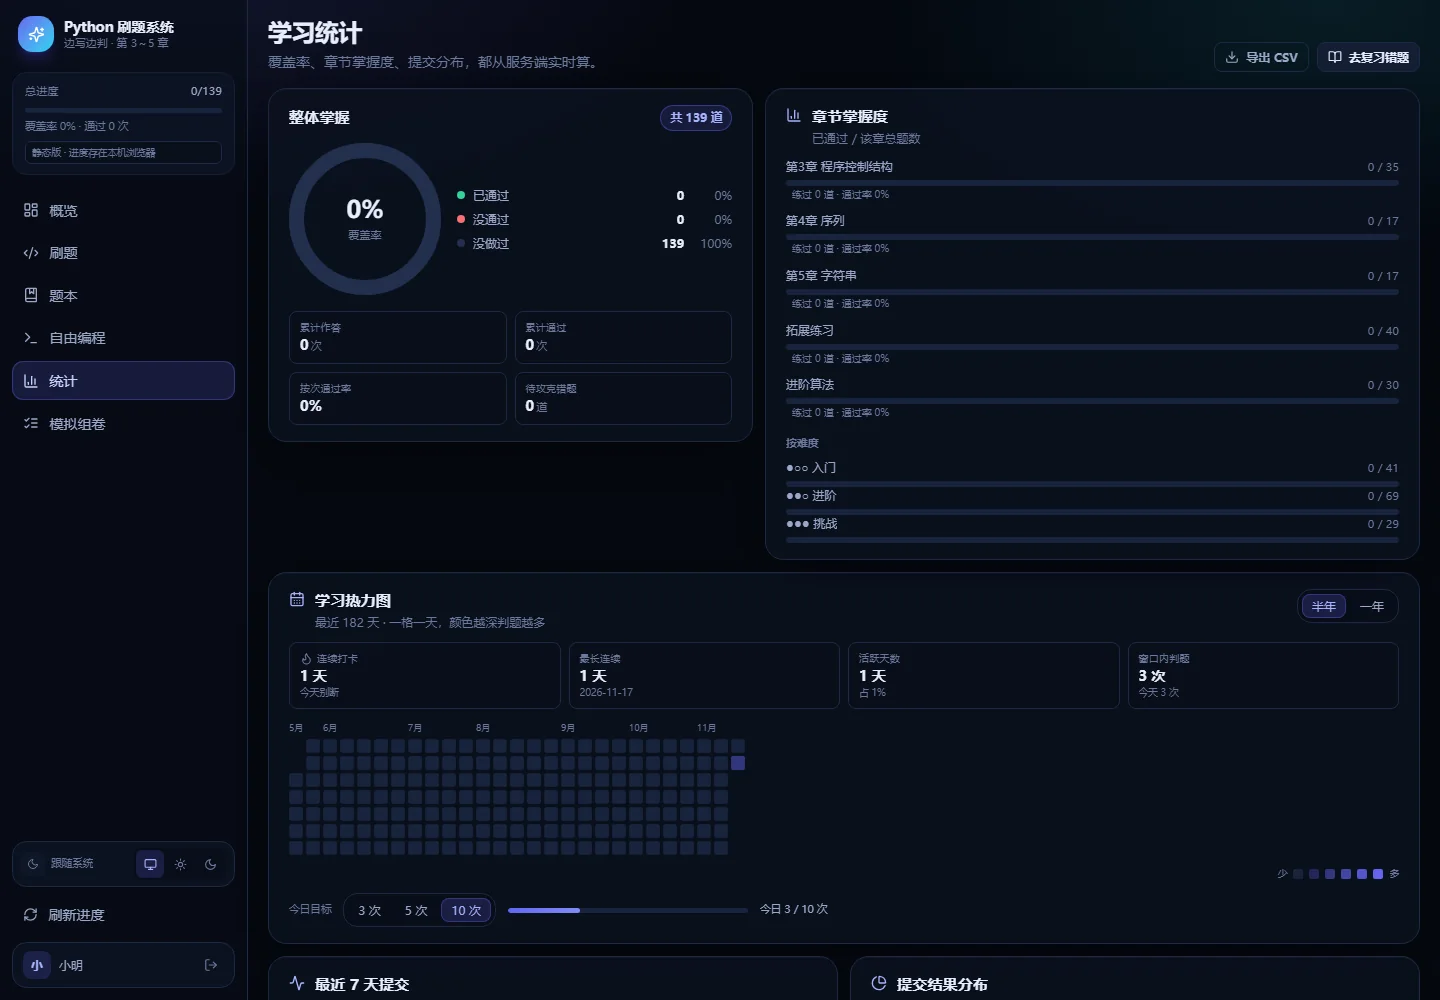 Python 刷题系统
边写边判 · 第 3 ~ 5 章
总进度 0/139
覆盖率 0% · 通过 0 次
静态版 · 进度存在本机浏览器
概览
刷题
题本
自由编程
统计
模拟组卷
跟随系统
刷新进度
小 小明
学习统计
覆盖率、章节掌握度、提交分布，都从服务端实时算。
导出 CSV
去复习错题
整体掌握
共 139 道
0%
覆盖率
已通过 0 0%
没通过 0 0%
没做过 139 100%
累计作答
0 次
累计通过
0 次
按次通过率
0%
待攻克错题
0 道
章节掌握度
已通过 / 该章总题数
第3章 程序控制结构 0 / 35
练过 0 道 · 通过率 0%
第4章 序列 0 / 17
练过 0 道 · 通过率 0%
第5章 字符串 0 / 17
练过 0 道 · 通过率 0%
拓展练习 0 / 40
练过 0 道 · 通过率 0%
进阶算法 0 / 30
练过 0 道 · 通过率 0%
按难度
●○○ 入门 0 / 41
●●○ 进阶 0 / 69
●●● 挑战 0 / 29
学习热力图
最近 182 天 · 一格一天，颜色越深判题越多
半年 一年
连续打卡
1 天
今天别断
最长连续
1 天
2026-11-17
活跃天数
1 天
占 1%
窗口内判题
3 次
今天 3 次
5月 6月 7月 8月 9月 10月 11月
少 多
今日目标 3 次 5 次 10 次 今日 3 / 10 次
最近 7 天提交
提交结果分布